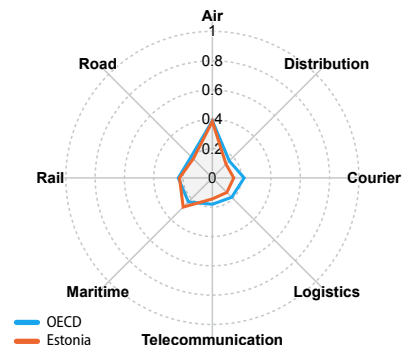 Air
1
Road
Distribution
0.8
0.6
0.4
0.2
Rail
0
Courier
Maritime
Logistics
OECD
Estonia
Telecommunication